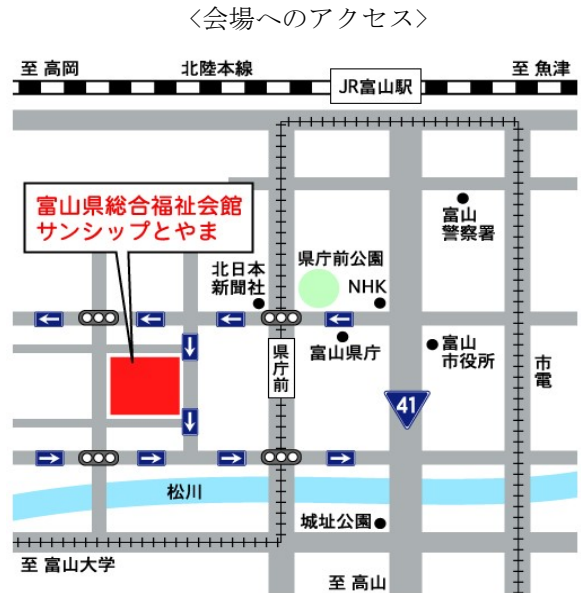 <会場へのアクセス>
至 高岡
北陸本線
至 魚津
JR富山駅
富山県総合福祉会館
サンシップとやま
富山
警察署
県庁前公園
北日本
新聞社
NHK
富山県庁
富山
市役所
県庁前
市電
41
松川
城址公園
至 富山大学
至 高山